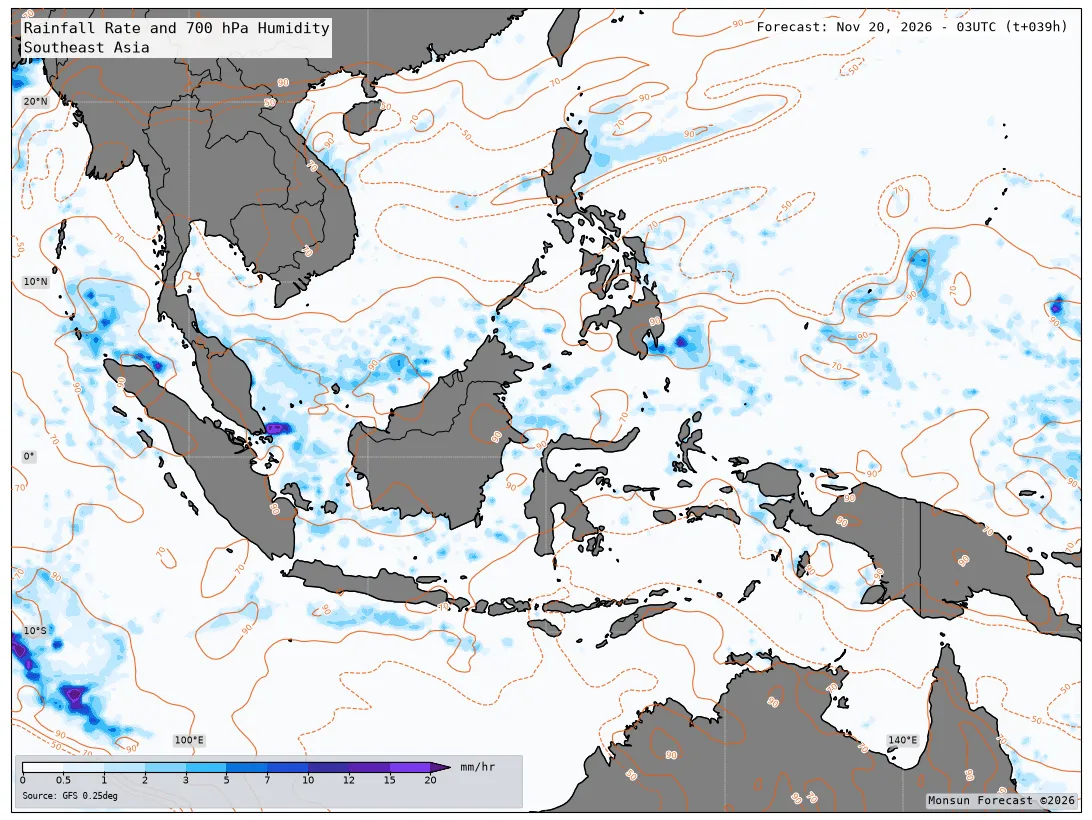 Rainfall Rate and 700 hPa Humidity
Southeast Asia
Forecast: Nov 20, 2026 - 03UTC (t+039h)
20°N
10°N
0°
10°S
100°E
140°E
0 0.5 1 2 3 5 7 10 12 15 20 mm/hr
Source: GFS 0.25deg
Monsun Forecast ©2026